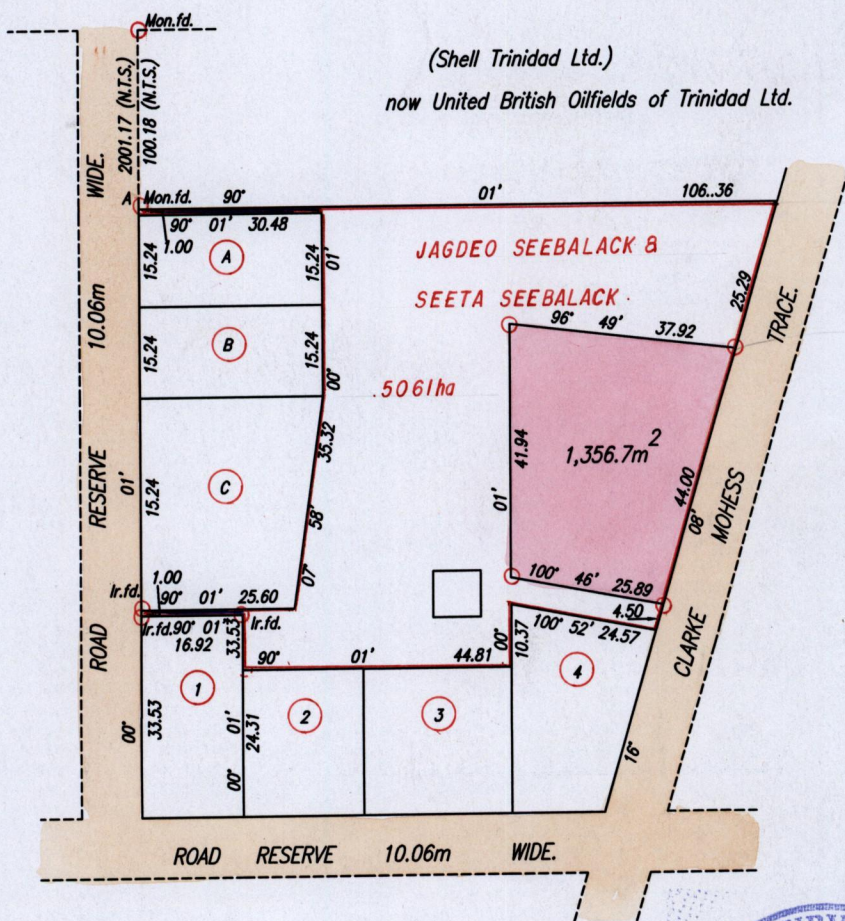 Mon.fd.
(Shell Trinidad Ltd.)
now United British Oilfields of Trinidad Ltd.
2001.17 (N.T.S.)
100.18 (N.T.S.)
A Mon.fd. 90° 01' 106..36
90° 01' 30.48
1.00
15.24 A 15.24 01'
JAGDEO SEEBALACK &
SEETA SEEBALACK
25.29
96° 49' 37.92
15.24 B 15.24 00°
.5061ha
35.32
58'
07°
01' 15.24 C
41.94
01'
00°
1,356.7m²
44.00
08'
16°
100° 46' 25.89
4.50
100° 52' 24.57
1.00
Ir.fd. 90° 01' 25.60
Ir.fd. 90° 01' Ir.fd.
16.92
33.53
90° 01' 44.81
10.37
1 2 3 4
33.53
00°
01'
00°
24.31
ROAD RESERVE 10.06m WIDE.
CLARKE MOHESS TRACE.
ROAD RESERVE 10.06m WIDE.